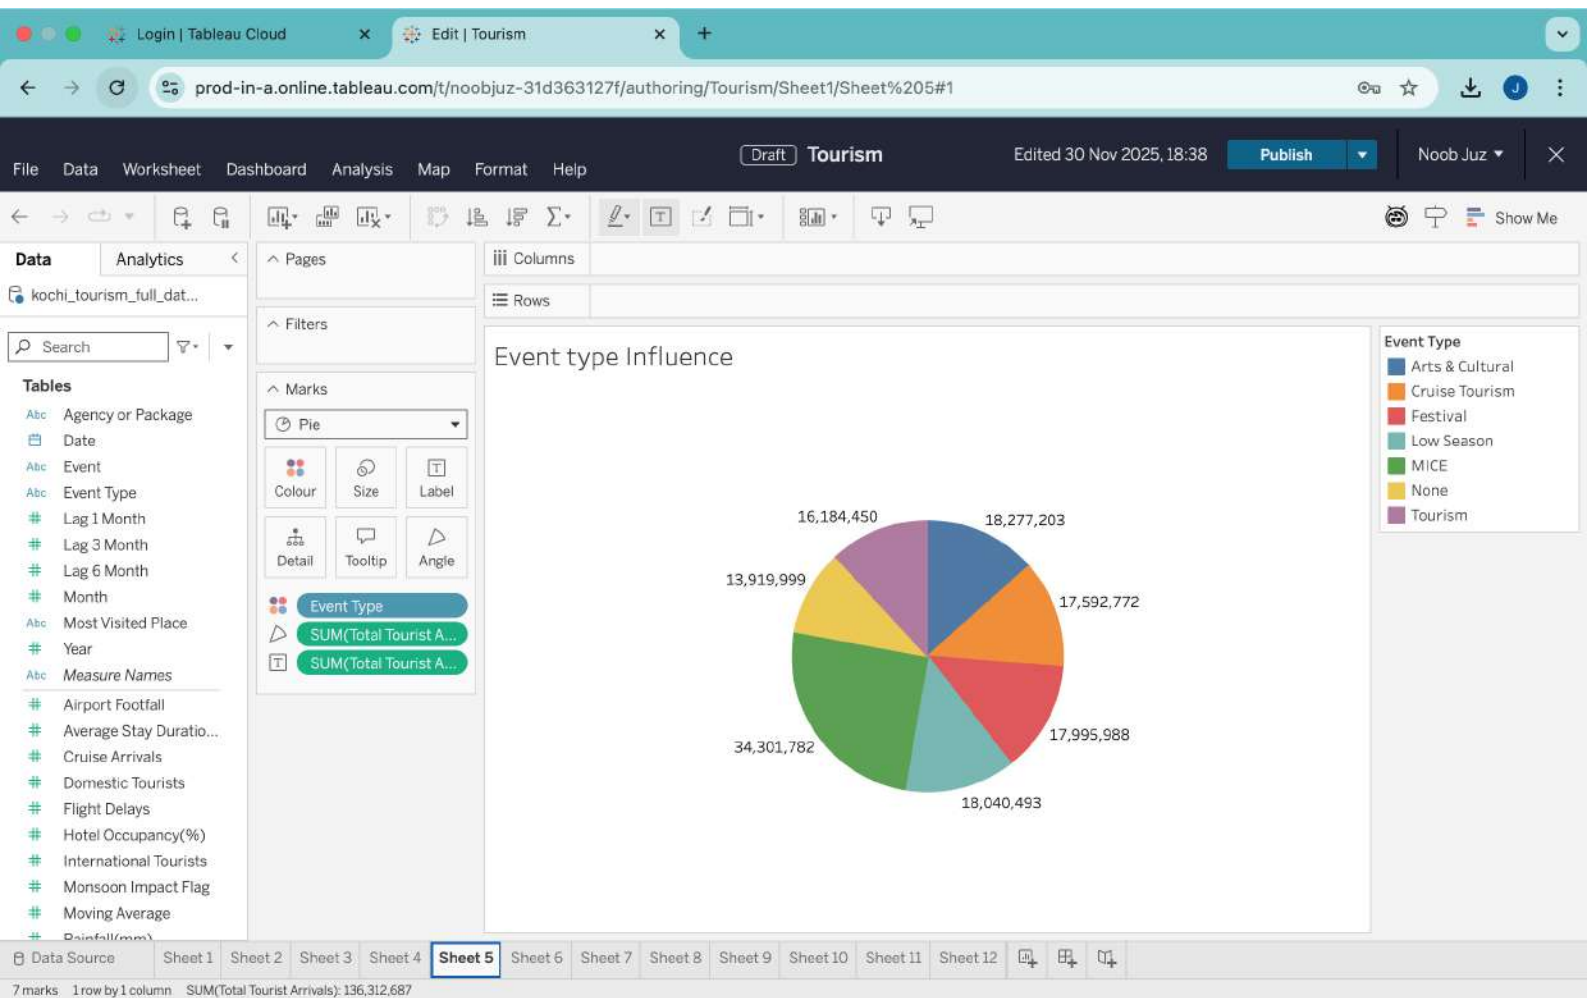 Login | Tableau Cloud
Edit | Tourism
prod-in-a.online.tableau.com/t/noobjuz-31d363127f/authoring/Tourism/Sheet1/Sheet%205#1
J
Draft Tourism
Edited 30 Nov 2025, 18:38
Publish
Noob Juz
File Data Worksheet Dashboard Analysis Map Format Help
Show Me
Data Analytics
kochi_tourism_full_dat...
Search
Tables
Abc Agency or Package
Date
Abc Event
Abc Event Type
Lag 1 Month
Lag 3 Month
Lag 6 Month
Month
Abc Most Visited Place
Year
Abc Measure Names
Airport Footfall
Average Stay Duratio...
Cruise Arrivals
Domestic Tourists
Flight Delays
Hotel Occupancy(%)
International Tourists
Monsoon Impact Flag
Moving Average
Rainfall(mm)
Pages
Filters
Marks
Pie
Colour Size Label
Detail Tooltip Angle
Event Type
SUM(Total Tourist A...
SUM(Total Tourist A...
Columns
Rows
Event type Influence
16,184,450
18,277,203
13,919,999
17,592,772
34,301,782
17,995,988
18,040,493
Event Type
Arts & Cultural
Cruise Tourism
Festival
Low Season
MICE
None
Tourism
Data Source Sheet 1 Sheet 2 Sheet 3 Sheet 4 Sheet 5 Sheet 6 Sheet 7 Sheet 8 Sheet 9 Sheet 10 Sheet 11 Sheet 12
7 marks 1 row by 1 column SUM(Total Tourist Arrivals): 136,312,687